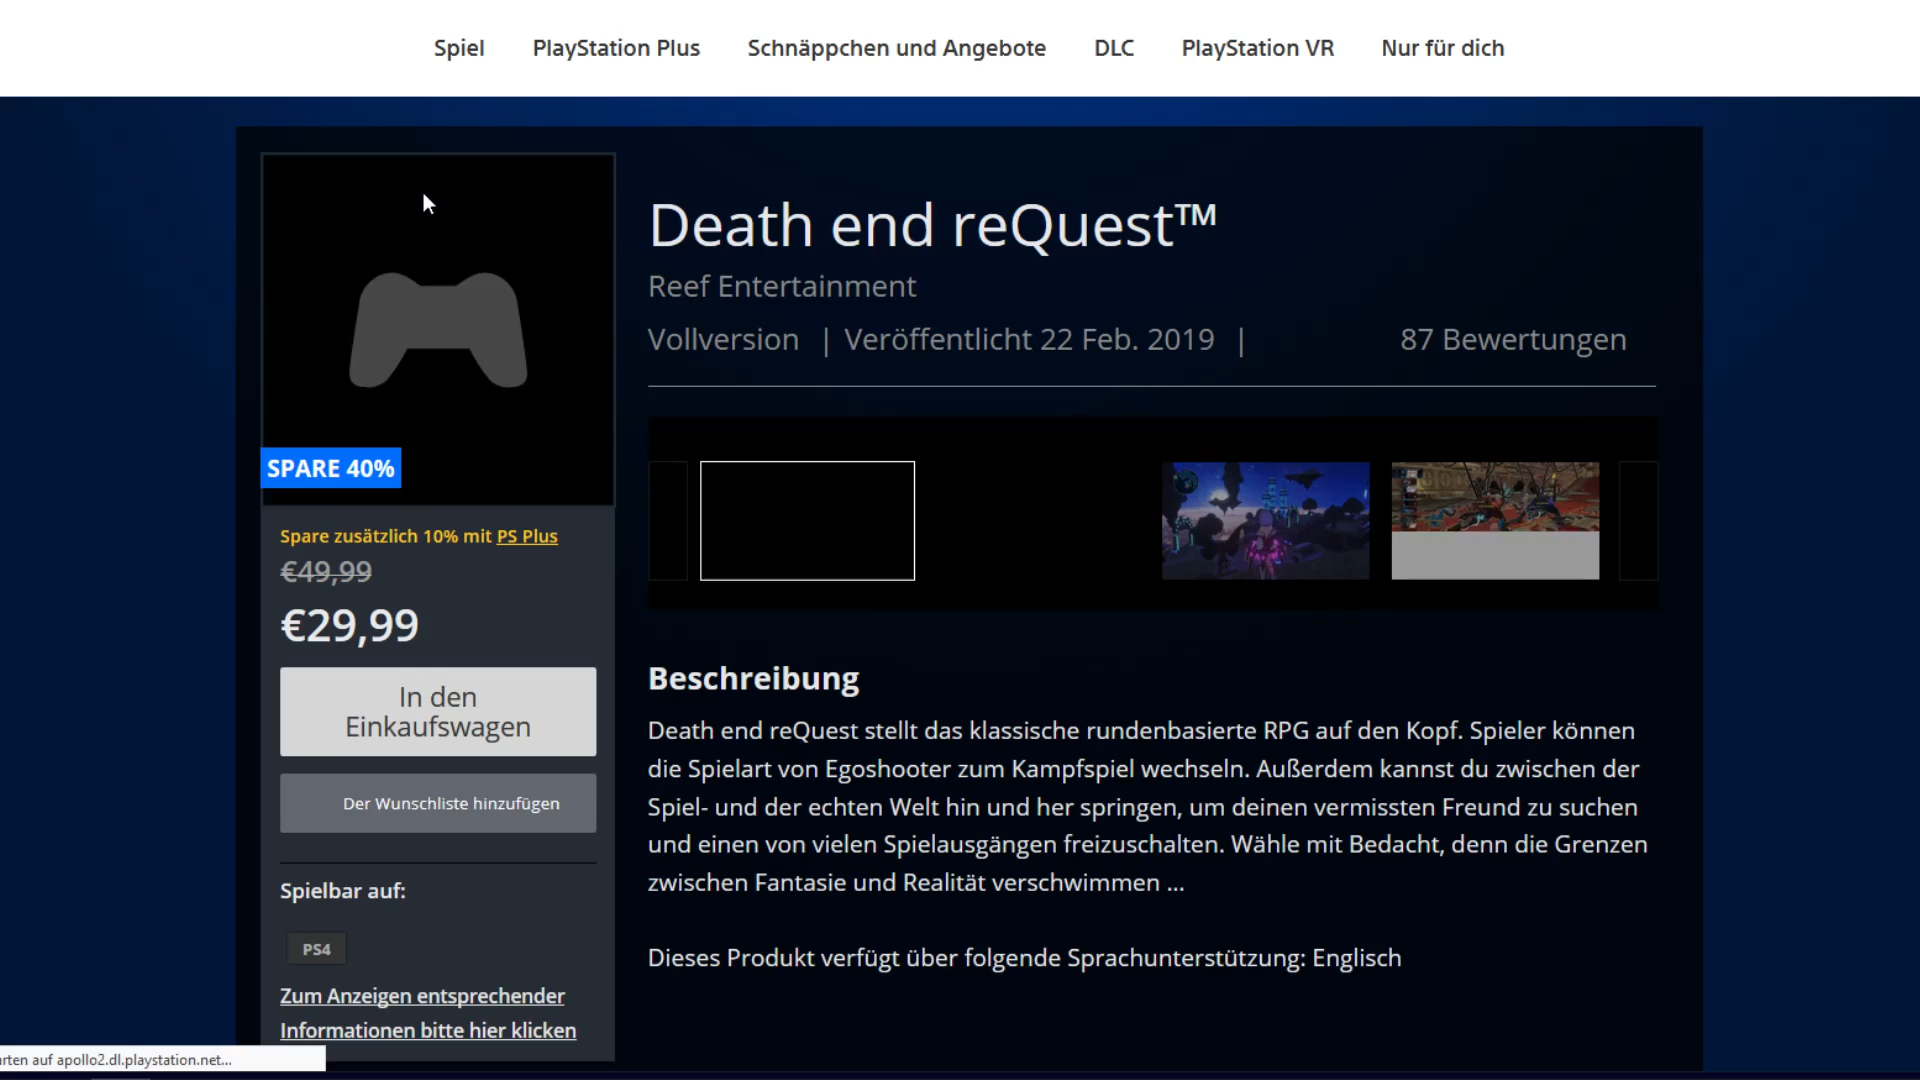 Spiel PlayStation Plus Schnäppchen und Angebote DLC PlayStation VR Nur für dich
Death end reQuest™
Reef Entertainment
Vollversion | Veröffentlicht 22 Feb. 2019 | 87 Bewertungen
SPARE 40%
Spare zusätzlich 10% mit PS Plus
€49,99
€29,99
In den
Einkaufswagen
Der Wunschliste hinzufügen
Spielbar auf:
PS4
Zum Anzeigen entsprechender
Informationen bitte hier klicken
Beschreibung
Death end reQuest stellt das klassische rundenbasierte RPG auf den Kopf. Spieler können
die Spielart von Egoshooter zum Kampfspiel wechseln. Außerdem kannst du zwischen der
Spiel- und der echten Welt hin und her springen, um deinen vermissten Freund zu suchen
und einen von vielen Spielausgängen freizuschalten. Wähle mit Bedacht, denn die Grenzen
zwischen Fantasie und Realität verschwimmen ...
Dieses Produkt verfügt über folgende Sprachunterstützung: Englisch
arten auf apollo2.dl.playstation.net...